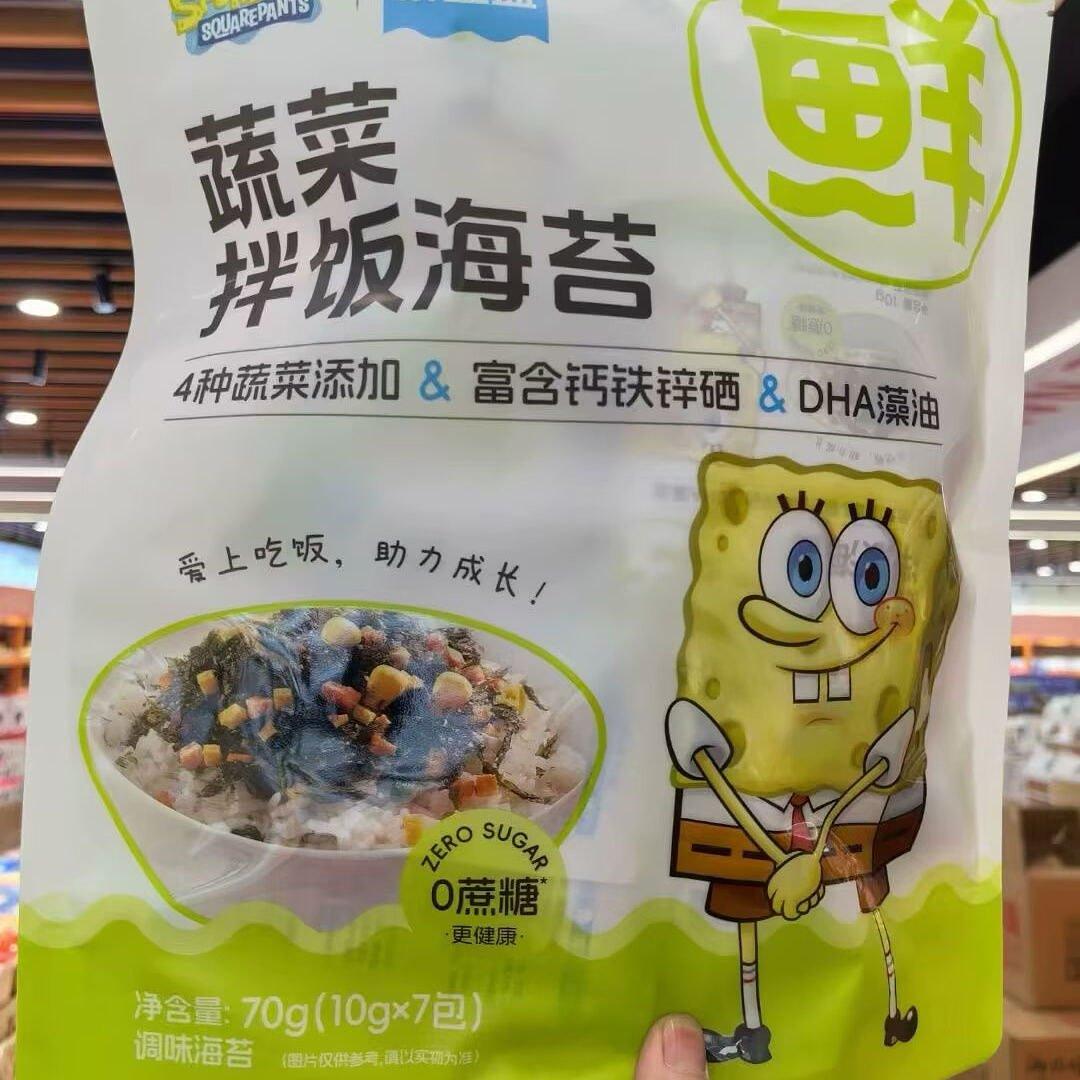 SQUAREPANTS
鲜
蔬菜
拌饭海苔
4种蔬菜添加 & 富含钙铁锌硒 & DHA藻油
爱上吃饭，助力成长！
ZERO SUGAR
0蔗糖*
·更健康·
净含量: 70g(10g×7包)
调味海苔 (图片仅供参考,请以实物为准)